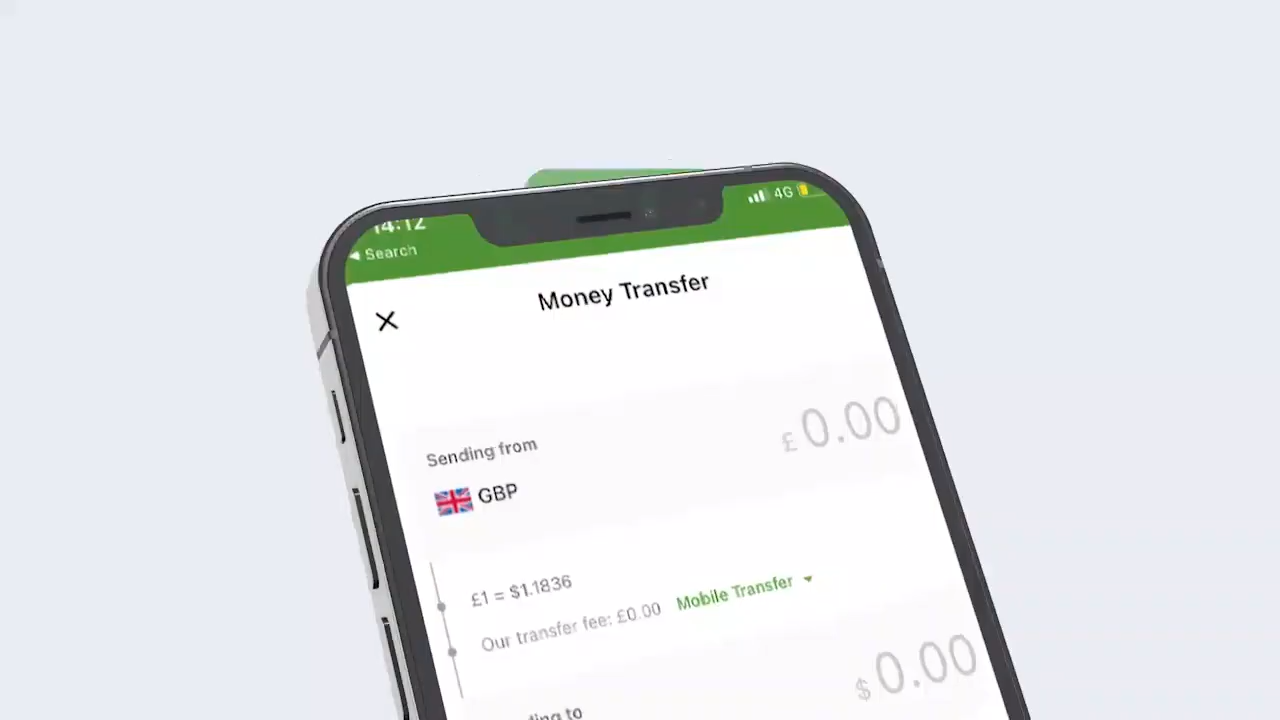 14:12
4G
Search
Money Transfer
Sending from
£ 0.00
GBP
£1 = $1.1836
Our transfer fee: £0.00 Mobile Transfer
$ 0.00
to